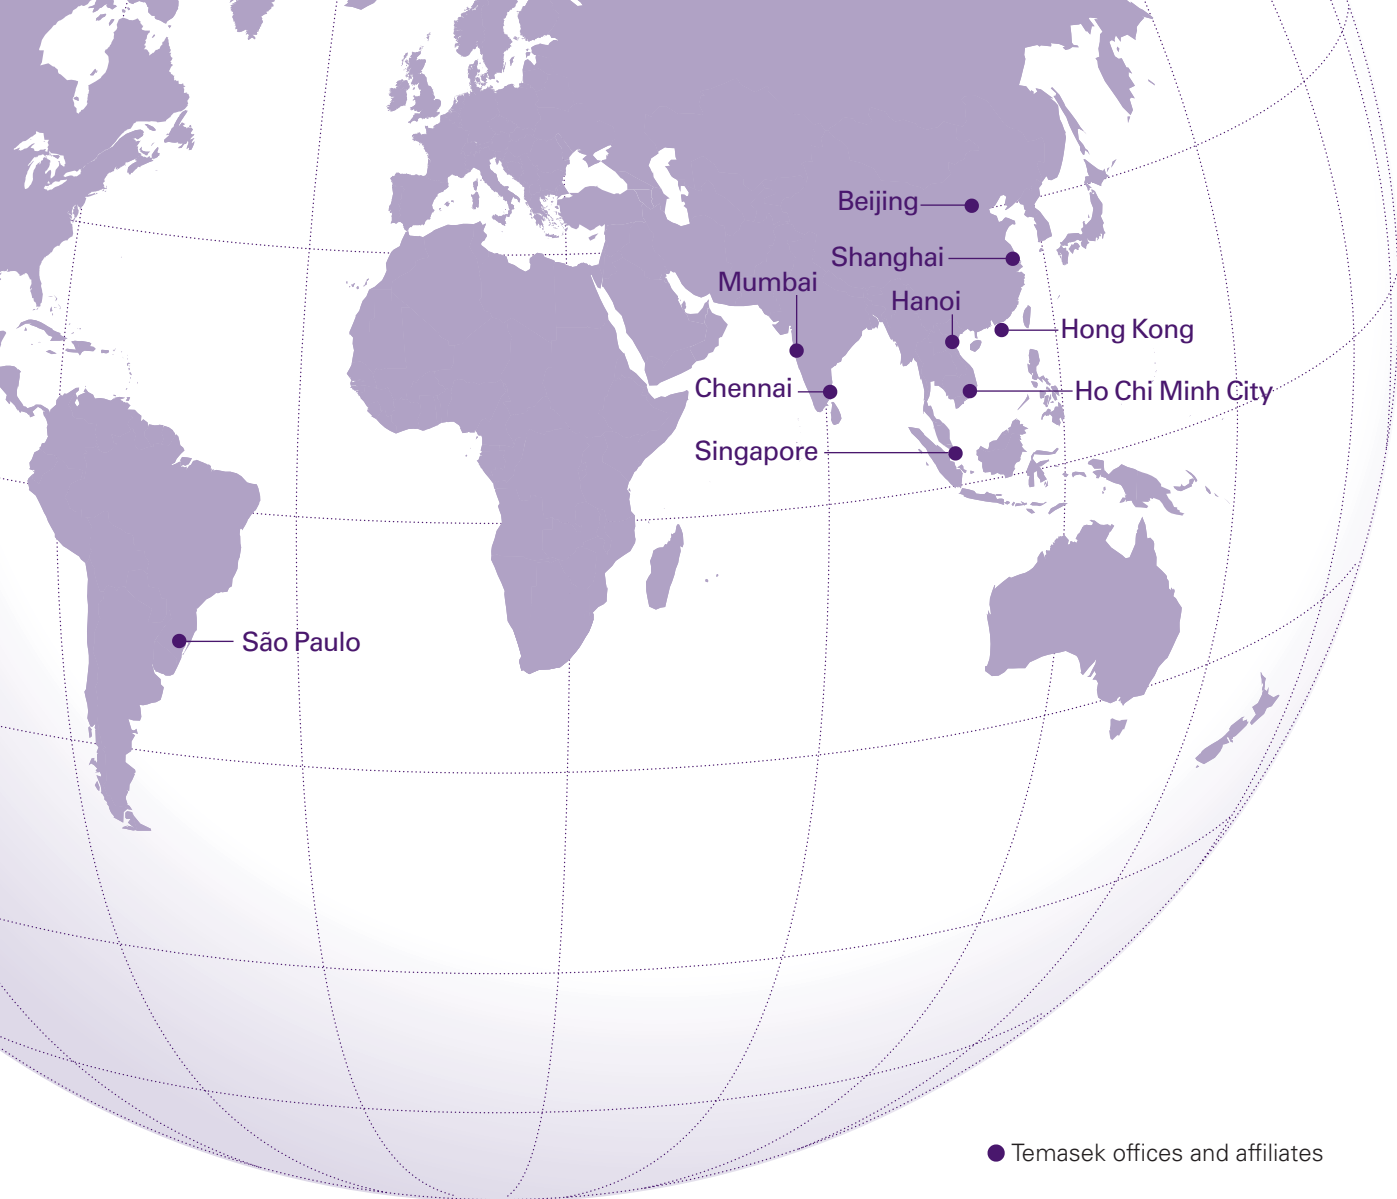 Beijing
Shanghai
Mumbai
Hanoi
Hong Kong
Chennai
Ho Chi Minh City
Singapore
São Paulo
Temasek offices and affiliates